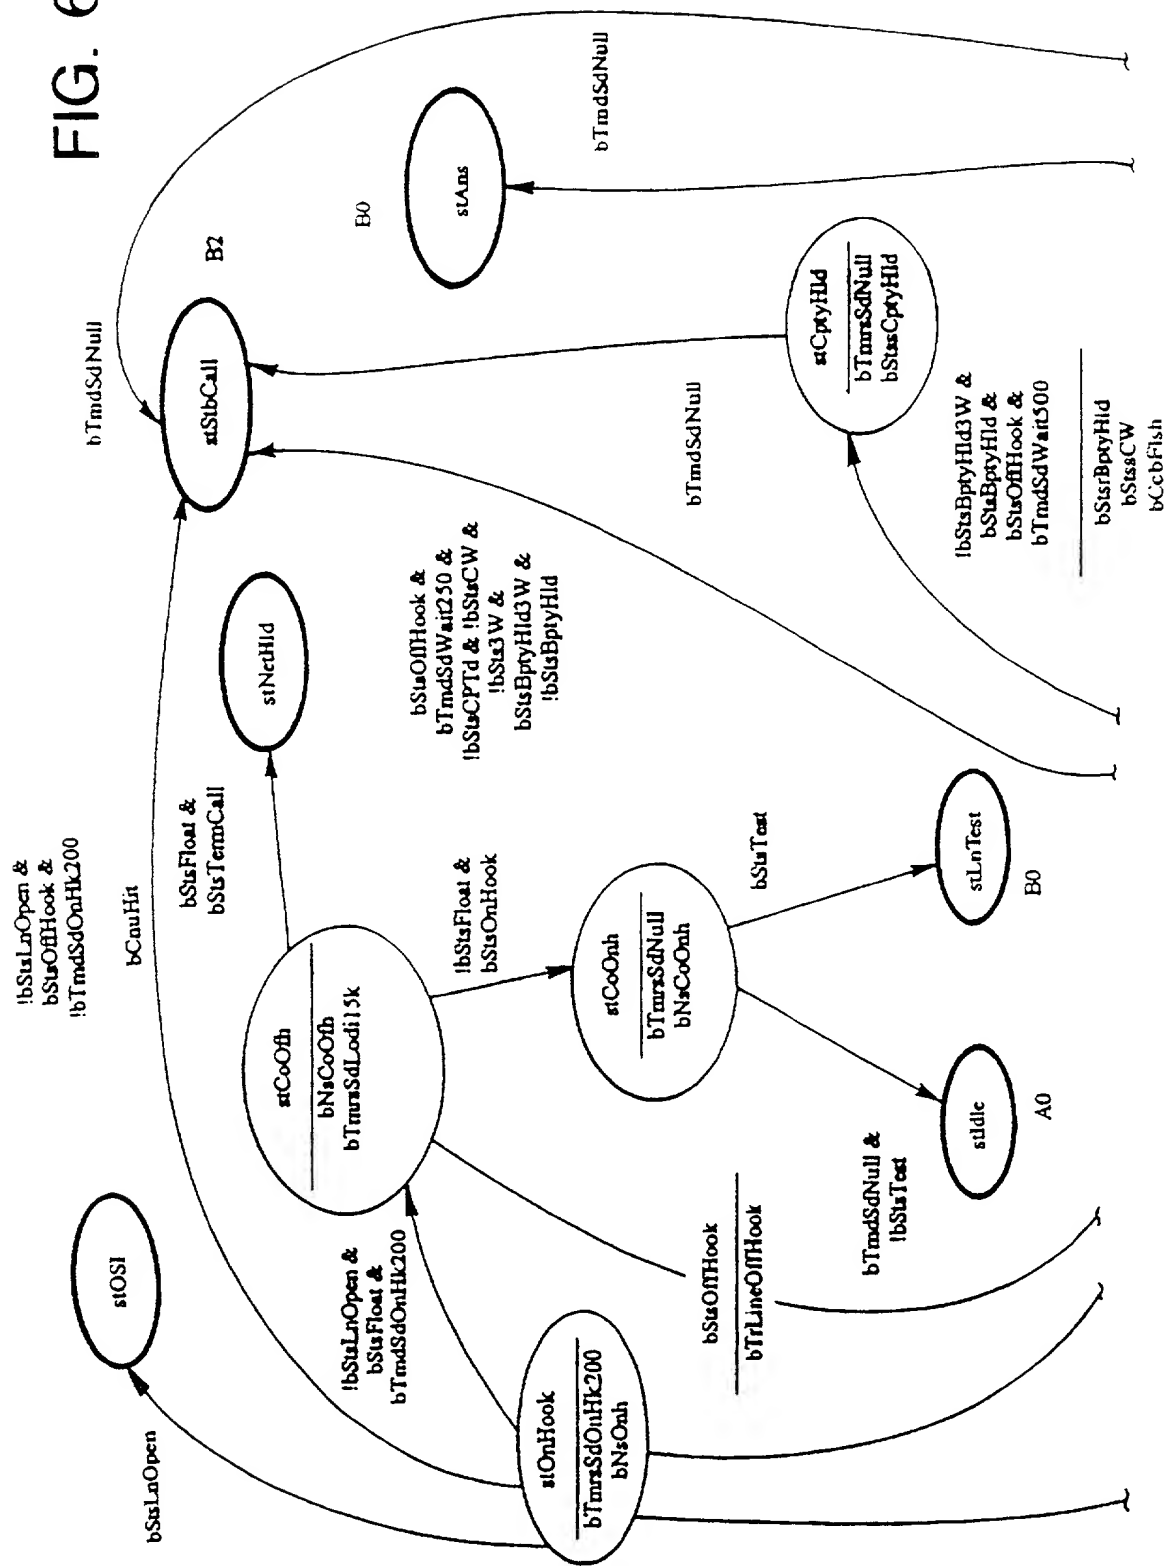 FIG. 6
bStsLnOpen
stOSI
!bStsLnOpen &
bStsOffHook &
!bTmdSdOnHk200
bCnuHit
bTmdSdNull
stStbCall
B2
B0
stAns
bTmdSdNull
bStsFloat &
bStsTermCall
stNetHld
stCoOfh
bNsCoOfh
bTmrsSdLodi15k
!bStsLnOpen &
bStsFloat &
bTmdSdOnHk200
bStsOffHook &
bTmdSdWait250 &
!bStsCPTd & !bStsCW &
!bSts3W &
bStsBptyHld3W &
!bStsBptyHld
!bStsFloat &
bStsOnHook
stOnHook
bTmrsSdOnHk200
bNsOnh
stCoOnh
bTmrsSdNull
bNsCoOnh
bTmdSdNull
stCptyHld
bTmrsSdNull
bStssCptyHld
bStsOffHook
bTrLineOffHook
bStsTest
bTmdSdNull &
!bStsTest
stIdle
A0
stLnTest
B0
!bStsBptyHld3W &
bStsBptyHld &
bStsOffHook &
bTmdSdWait500
bStsrBptyHld
bStssCW
bCcbFlsh